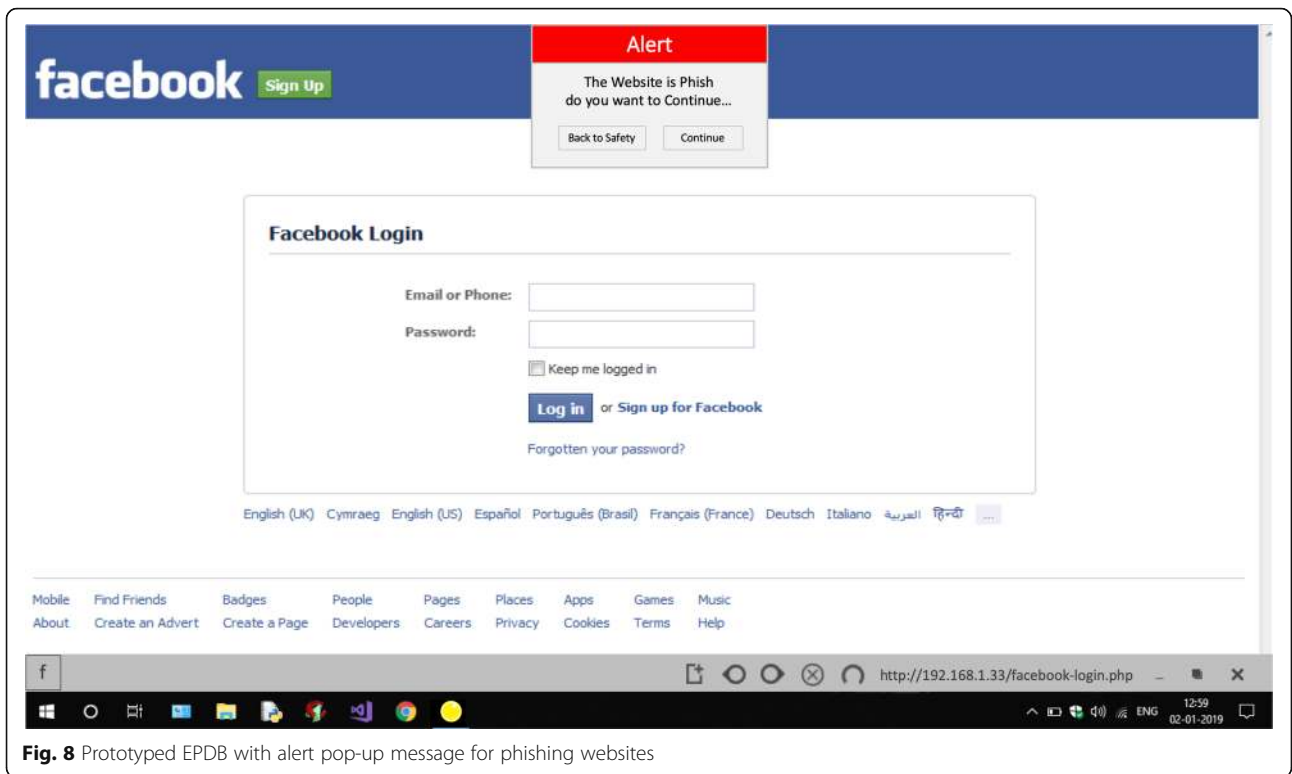 facebook Sign Up
Alert
The Website is Phish
do you want to Continue...
Back to Safety Continue
Facebook Login
Email or Phone:
Password:
Keep me logged in
Log in or Sign up for Facebook
Forgotten your password?
English (UK) Cymraeg English (US) Español Português (Brasil) Français (France) Deutsch Italiano العربية हिन्दी ...
Mobile Find Friends Badges People Pages Places Apps Games Music
About Create an Advert Create a Page Developers Careers Privacy Cookies Terms Help
f http://192.168.1.33/facebook-login.php
ENG 12:59
02-01-2019
Fig. 8 Prototyped EPDB with alert pop-up message for phishing websites